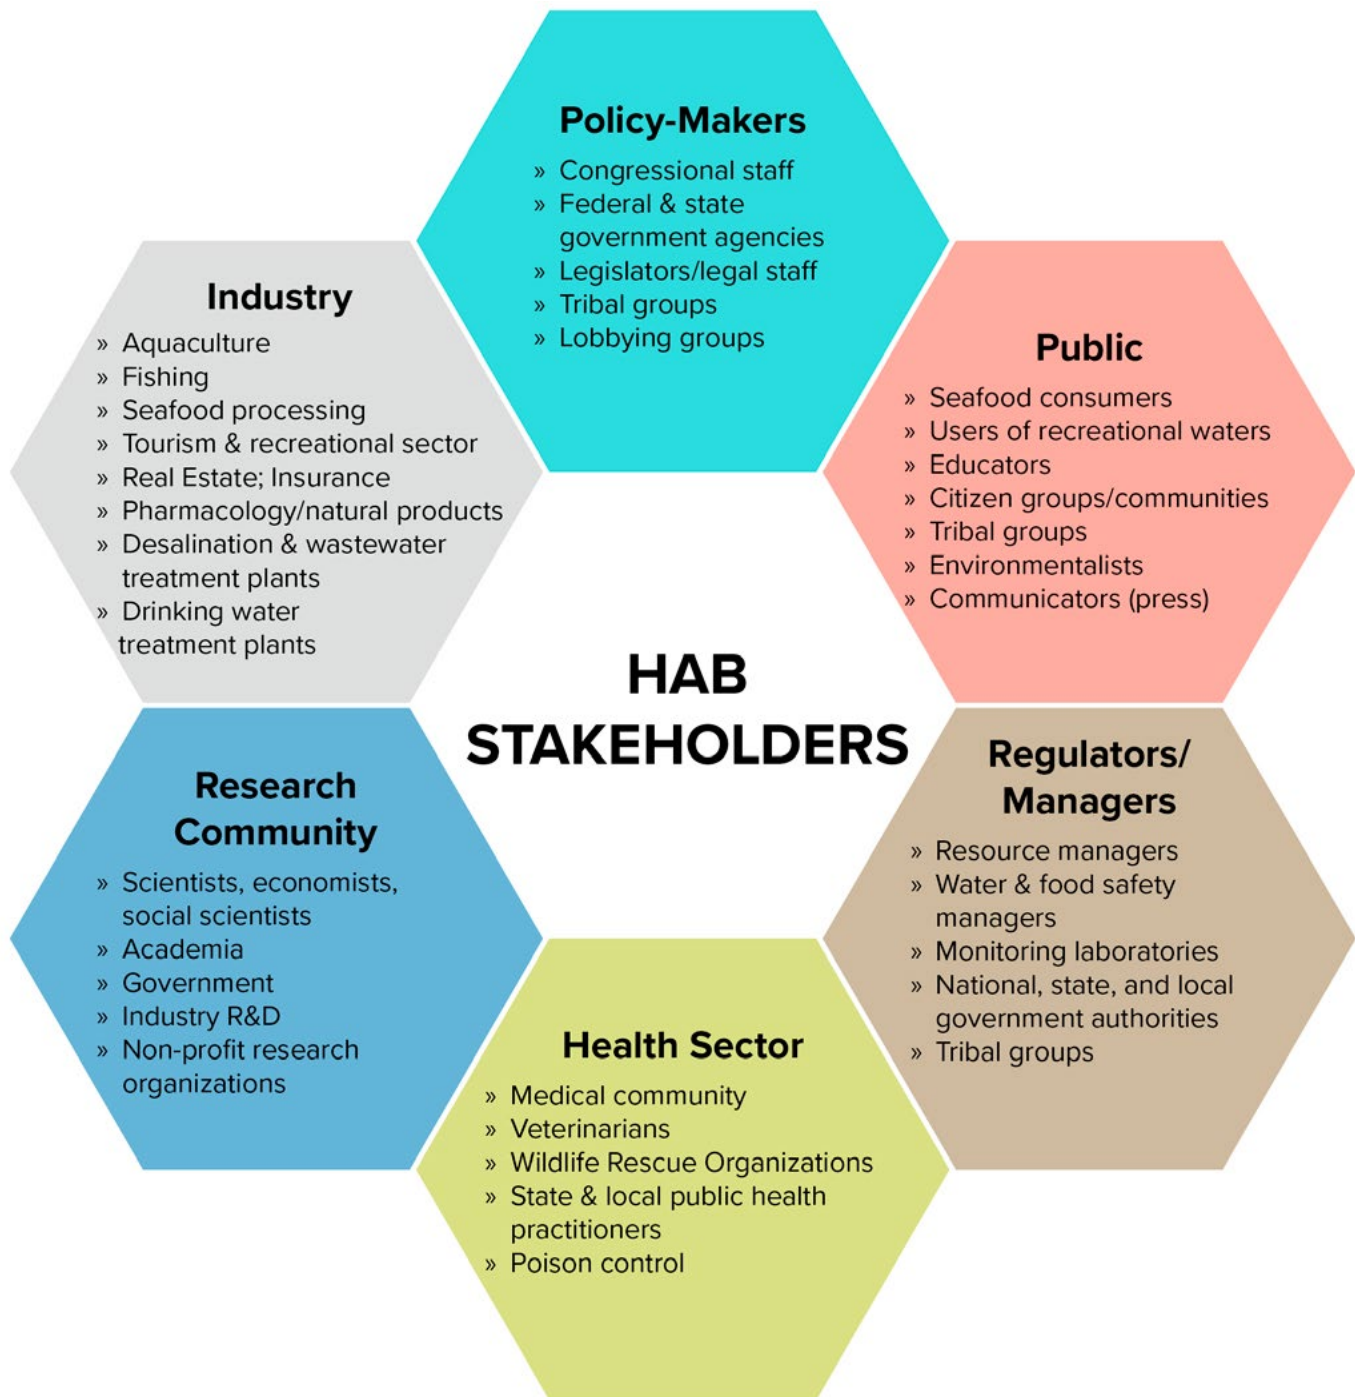 Policy-Makers
» Congressional staff
» Federal & state
government agencies
» Legislators/legal staff
» Tribal groups
» Lobbying groups
Industry
» Aquaculture
» Fishing
» Seafood processing
» Tourism & recreational sector
» Real Estate; Insurance
» Pharmacology/natural products
» Desalination & wastewater
treatment plants
» Drinking water
treatment plants
Public
» Seafood consumers
» Users of recreational waters
» Educators
» Citizen groups/communities
» Tribal groups
» Environmentalists
» Communicators (press)
HAB
STAKEHOLDERS
Research
Community
» Scientists, economists,
social scientists
» Academia
» Government
» Industry R&D
» Non-profit research
organizations
Regulators/
Managers
» Resource managers
» Water & food safety
managers
» Monitoring laboratories
» National, state, and local
government authorities
» Tribal groups
Health Sector
» Medical community
» Veterinarians
» Wildlife Rescue Organizations
» State & local public health
practitioners
» Poison control